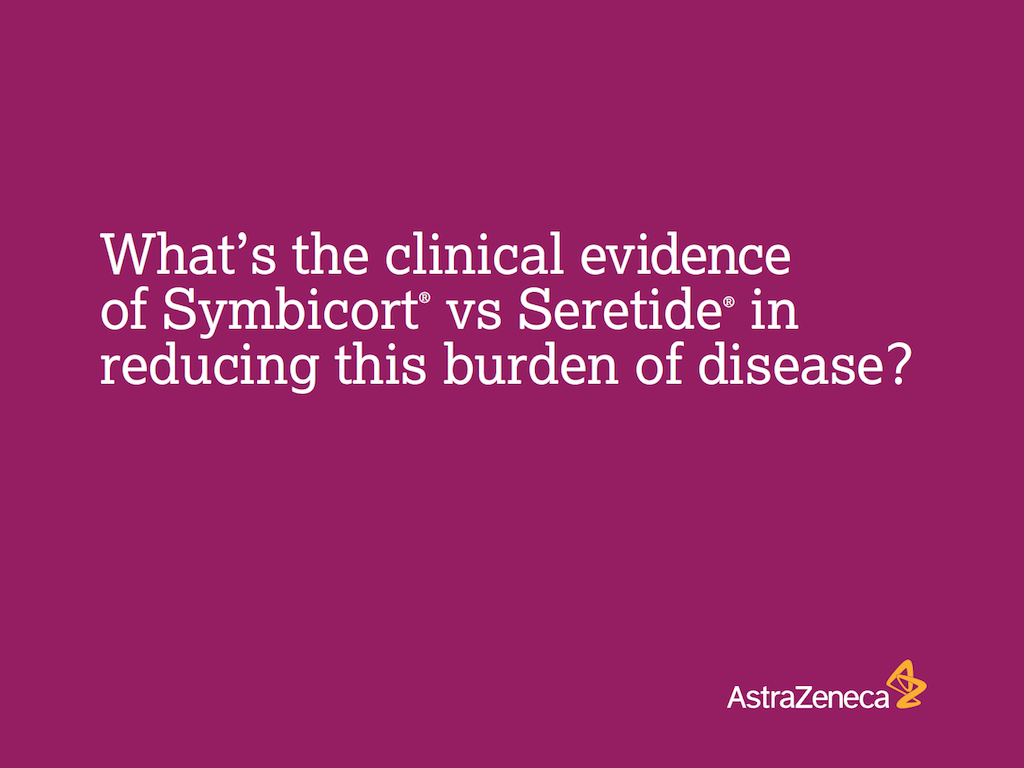 What’s the clinical evidence
of Symbicort® vs Seretide® in
reducing this burden of disease?
AstraZeneca